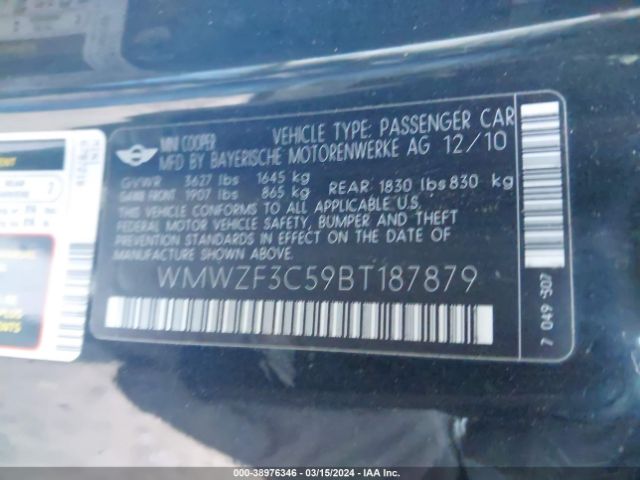 MINI COOPER VEHICLE TYPE: PASSENGER CAR
MFD BY BAYERISCHE MOTORENWERKE AG 12/10
GVWR 3627 lbs 1645 kg
GAWR FRONT 1907 lbs 865 kg REAR: 1830 lbs 830 kg
THIS VEHICLE CONFORMS TO ALL APPLICABLE
FEDERAL MOTOR VEHICLE SAFETY, BUMPER AND THEFT
PREVENTION STANDARDS IN EFFECT ON THE DATE OF
MANUFACTURE.
WMWZF3C59BT187879
7 049 507
000-38976346 - 03/15/2024 - IAA Inc.